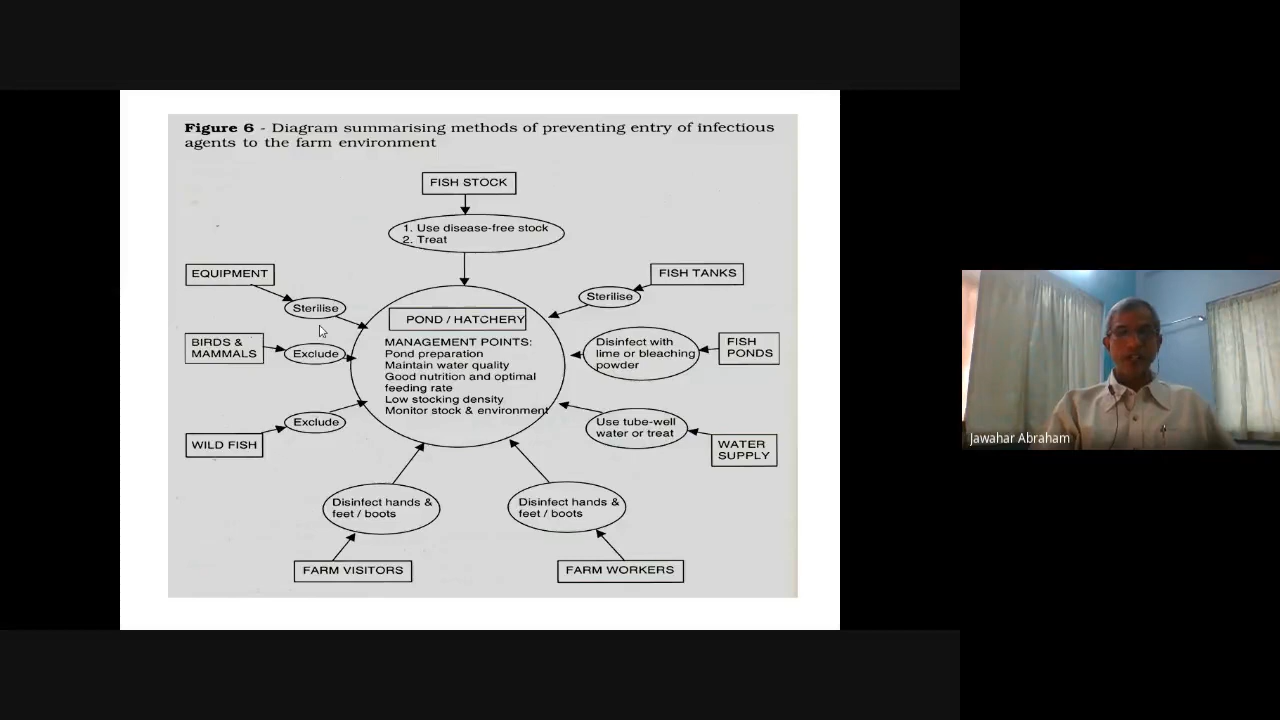 Figure 6 - Diagram summarising methods of preventing entry of infectious
agents to the farm environment
FISH STOCK
1. Use disease-free stock
2. Treat
EQUIPMENT
Sterilise
FISH TANKS
Sterilise
BIRDS &
MAMMALS
Exclude
POND / HATCHERY
MANAGEMENT POINTS:
Pond preparation
Maintain water quality
Good nutrition and optimal
feeding rate
Low stocking density
Monitor stock & environment
Disinfect with
lime or bleaching
powder
FISH
PONDS
WILD FISH
Exclude
Use tube-well
water or treat
WATER
SUPPLY
Disinfect hands &
feet / boots
Disinfect hands &
feet / boots
FARM VISITORS
FARM WORKERS
Jawahar Abraham